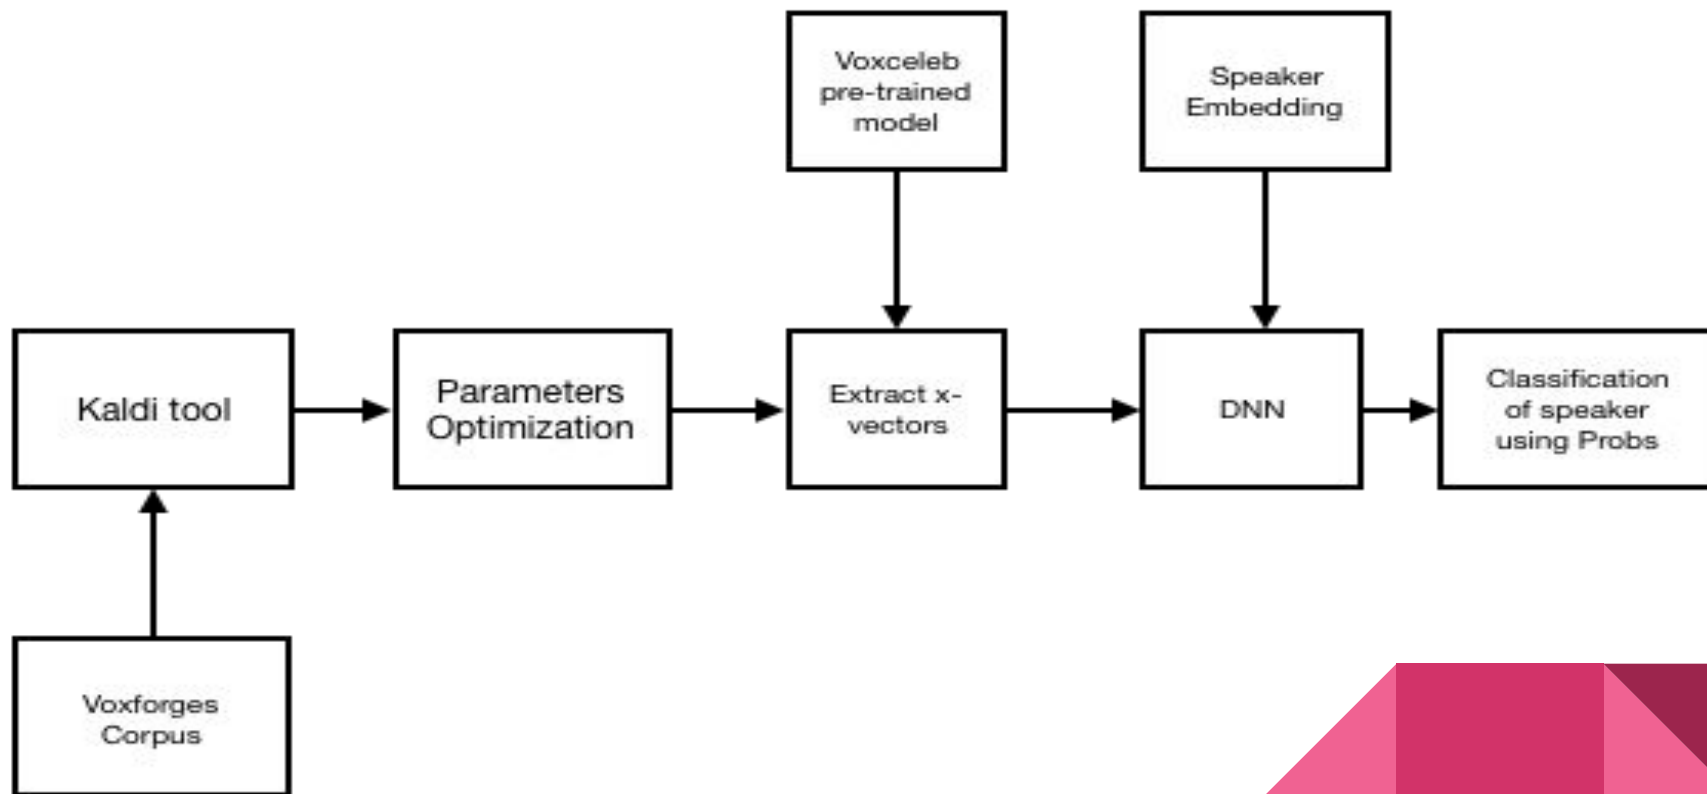 Voxceleb
pre-trained
model
Speaker
Embedding
Kaldi tool
Parameters
Optimization
Extract x-
vectors
DNN
Classification
of speaker
using Probs
Voxforges
Corpus